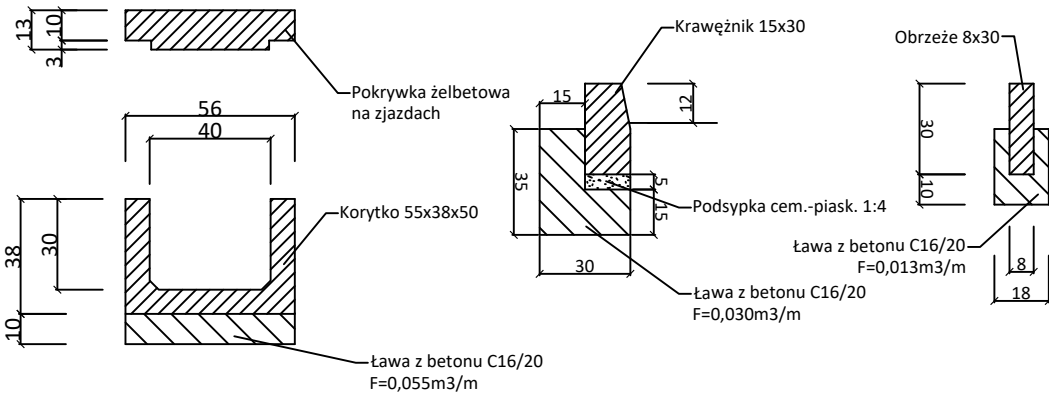 13
10
3
Pokrywka żelbetowa
na zjazdach
56
40
38
30
10
Korytko 55x38x50
Ława z betonu C16/20
F=0,055m3/m
Krawężnik 15x30
15
12
35
5
15
Podsypka cem.-piask. 1:4
30
Ława z betonu C16/20
F=0,030m3/m
Obrzeże 8x30
30
10
Ława z betonu C16/20
F=0,013m3/m
8
18